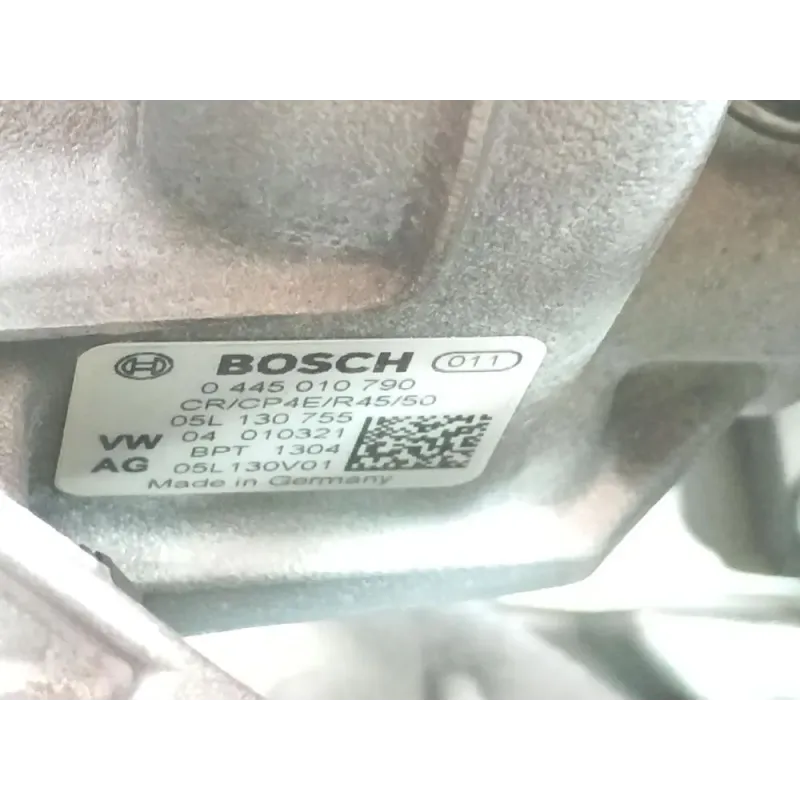 BOSCH 011
0 445 010 790
CR/CP4E/R45/50
05L 130 755
VW 04 010321
BPT 1304
AG 05L130V01
Made in Germany